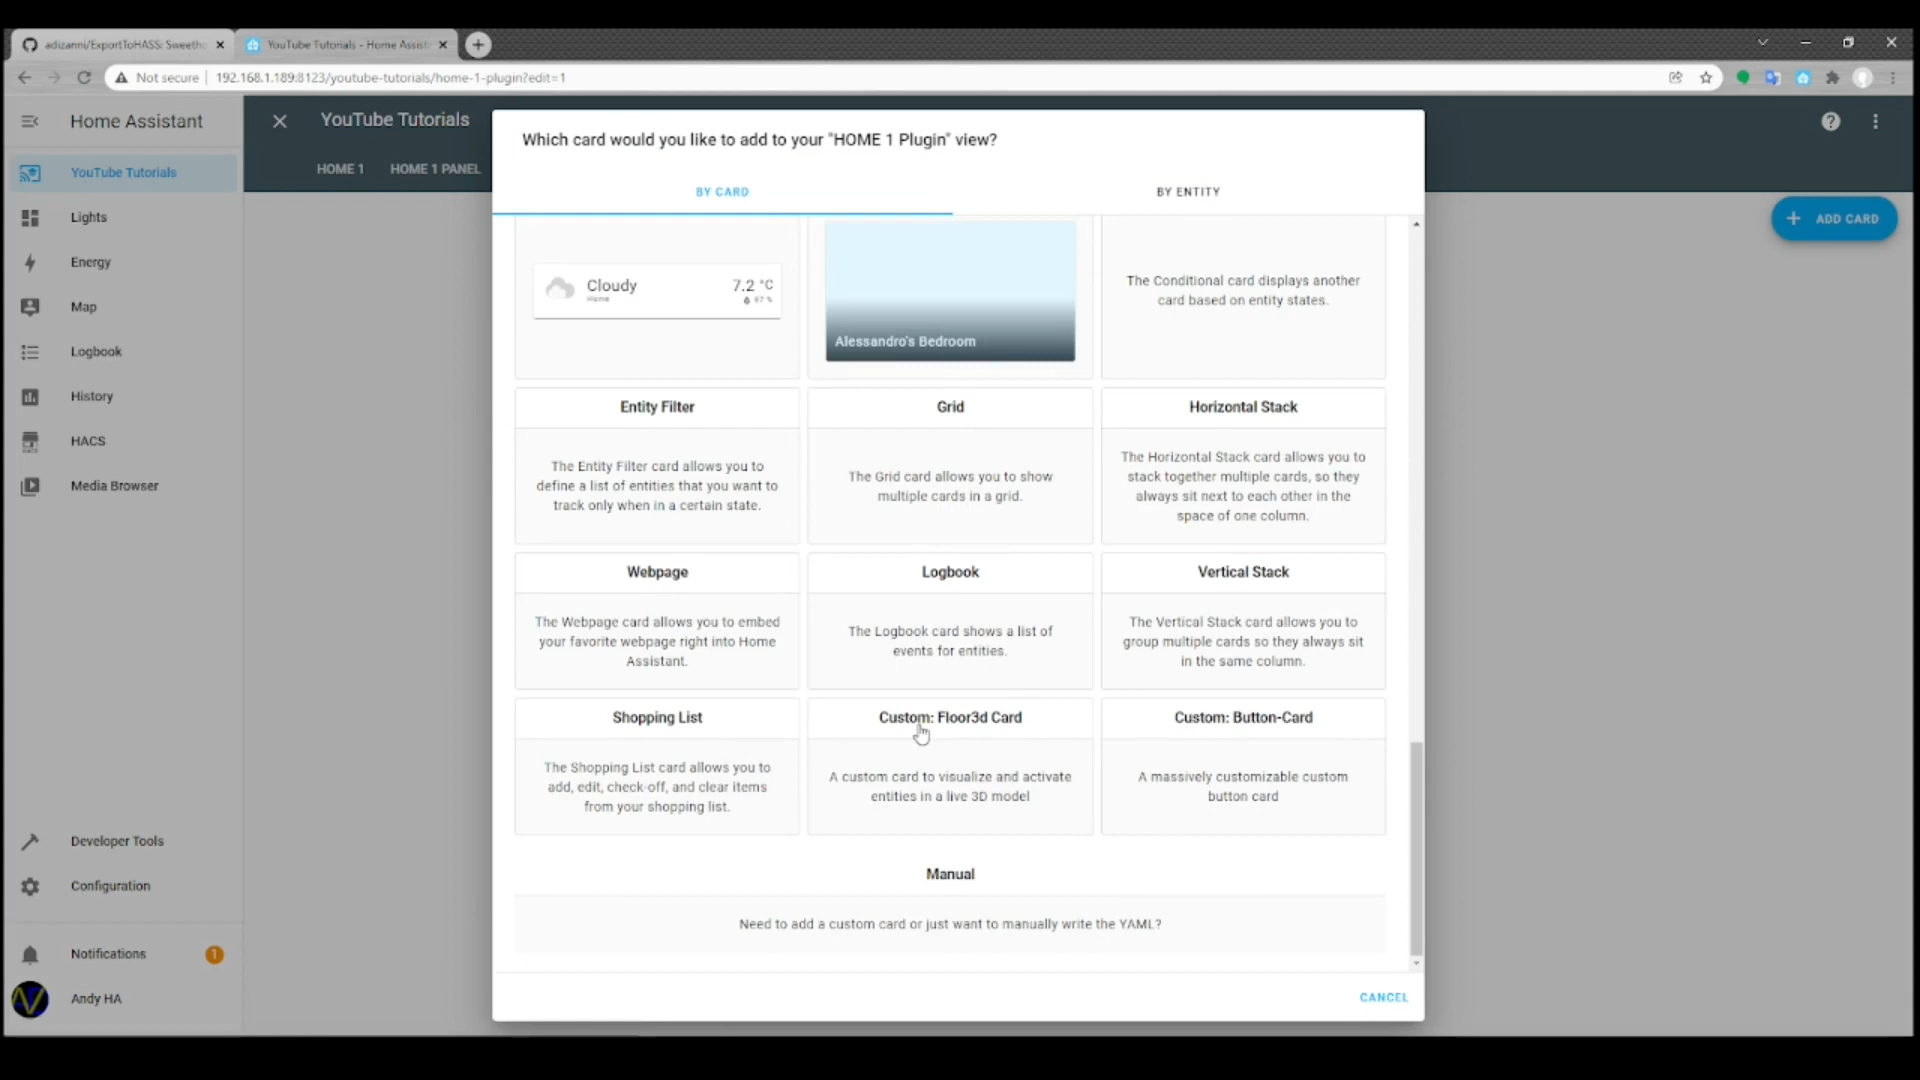 adizanni/ExportToHASS: Sweetho
YouTube Tutorials - Home Assist
Not secure
192.168.1.189:8123/youtube-tutorials/home-1-plugin?edit=1
Home Assistant
YouTube Tutorials
Lights
Energy
Map
Logbook
History
HACS
Media Browser
Developer Tools
Configuration
Notifications
1
Andy HA
YouTube Tutorials
HOME 1
HOME 1 PANEL
ADD CARD
Which card would you like to add to your "HOME 1 Plugin" view?
BY CARD
BY ENTITY
Cloudy
Home
7.2 °C
87 %
Alessandro's Bedroom
The Conditional card displays another
card based on entity states.
Entity Filter
The Entity Filter card allows you to
define a list of entities that you want to
track only when in a certain state.
Grid
The Grid card allows you to show
multiple cards in a grid.
Horizontal Stack
The Horizontal Stack card allows you to
stack together multiple cards, so they
always sit next to each other in the
space of one column.
Webpage
The Webpage card allows you to embed
your favorite webpage right into Home
Assistant.
Logbook
The Logbook card shows a list of
events for entities.
Vertical Stack
The Vertical Stack card allows you to
group multiple cards so they always sit
in the same column.
Shopping List
The Shopping List card allows you to
add, edit, check-off, and clear items
from your shopping list.
Custom: Floor3d Card
A custom card to visualize and activate
entities in a live 3D model
Custom: Button-Card
A massively customizable custom
button card
Manual
Need to add a custom card or just want to manually write the YAML?
CANCEL